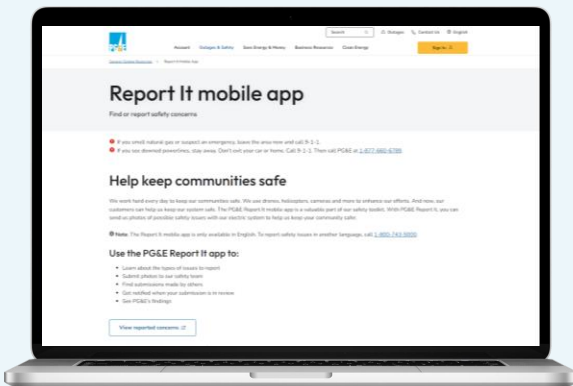 PG&E
Search
Outages
Contact Us
English
Account
Outages & Safety
Save Energy & Money
Business Resources
Clean Energy
Sign In
Report It mobile app
Report It mobile app
Find or report safety concerns
If you smell natural gas or suspect an emergency, leave the area now and call 9-1-1.
If you see downed powerlines, stay away. Don't exit your car or home. Call 9-1-1. Then call PG&E at 1-877-660-6789.
Help keep communities safe
We work hard every day to keep our communities safe. We use drones, helicopters, cameras and more to enhance our efforts. And now, our
customers can help us keep our system safe. The PG&E Report It mobile app is a valuable part of our safety toolkit. With PG&E Report It, you can
send us photos of possible safety issues with our electric system to help us keep your community safe:
Note: The Report It mobile app is only available in English. To report safety issues in another language, call 1-800-743-5000.
Use the PG&E Report It app to:
Learn about the types of issues to report
Submit photos to our safety team
Find submissions made by others
Get notified when your submission is in review
See PG&E's findings
View reported concerns